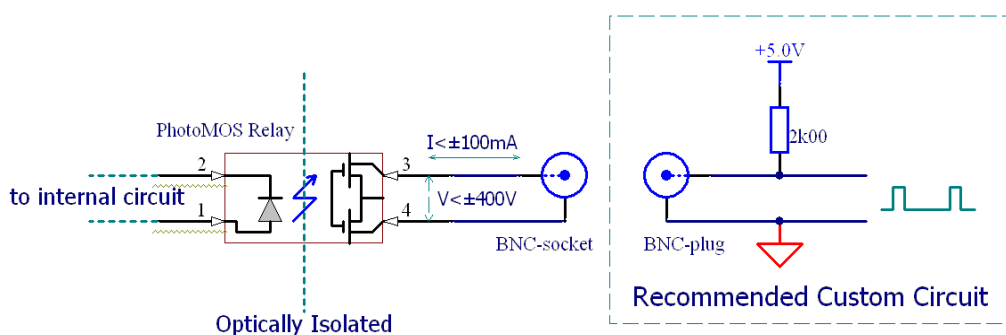 +5.0V
2k00
PhotoMOS Relay
I<±100mA
2
3
to internal circuit
V<±400V
1
4
BNC-socket
BNC-plug
Recommended Custom Circuit
Optically Isolated